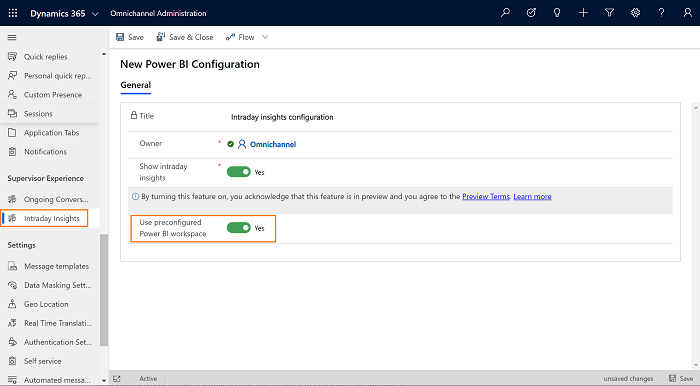 Dynamics 365
Omnichannel Administration
Save
Save & Close
Flow
Quick replies
Personal quick rep...
Custom Presence
Sessions
Application Tabs
Notifications
Supervisor Experience
Ongoing Convers...
Intraday Insights
Settings
Message templates
Data Masking Sett...
Geo Location
Real Time Translati...
Authentication Set...
Self service
Automated messa...
New Power BI Configuration
General
Title
Intraday insights configuration
Owner
*
Omnichannel
Show intraday
insights
*
Yes
By turning this feature on, you acknowledge that this feature is in preview and you agree to the Preview Terms. Learn more
Use preconfigured
Power BI workspace
Yes
Active
unsaved changes
Save